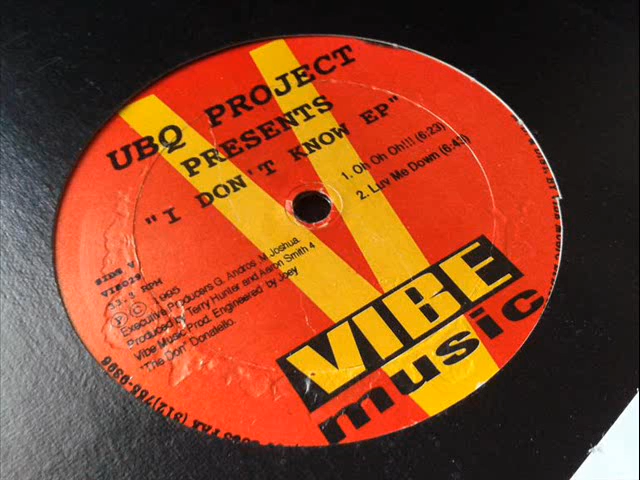 UBQ PROJECT
PRESENTS
"I DON'T KNOW EP"
1. Oh Oh Oh!!! (6:23)
2. Luv Me Down (6:43)
Side V
33.3 RPM
℗ © 1995
Executive Producers G. Andros, M. Joshua.
Produced by Terry Hunter and Aaron Smith 4
Vibe Music Prod. Engineered by Joey
"The Don" Donatello.
VIBE
music
FAX (312)